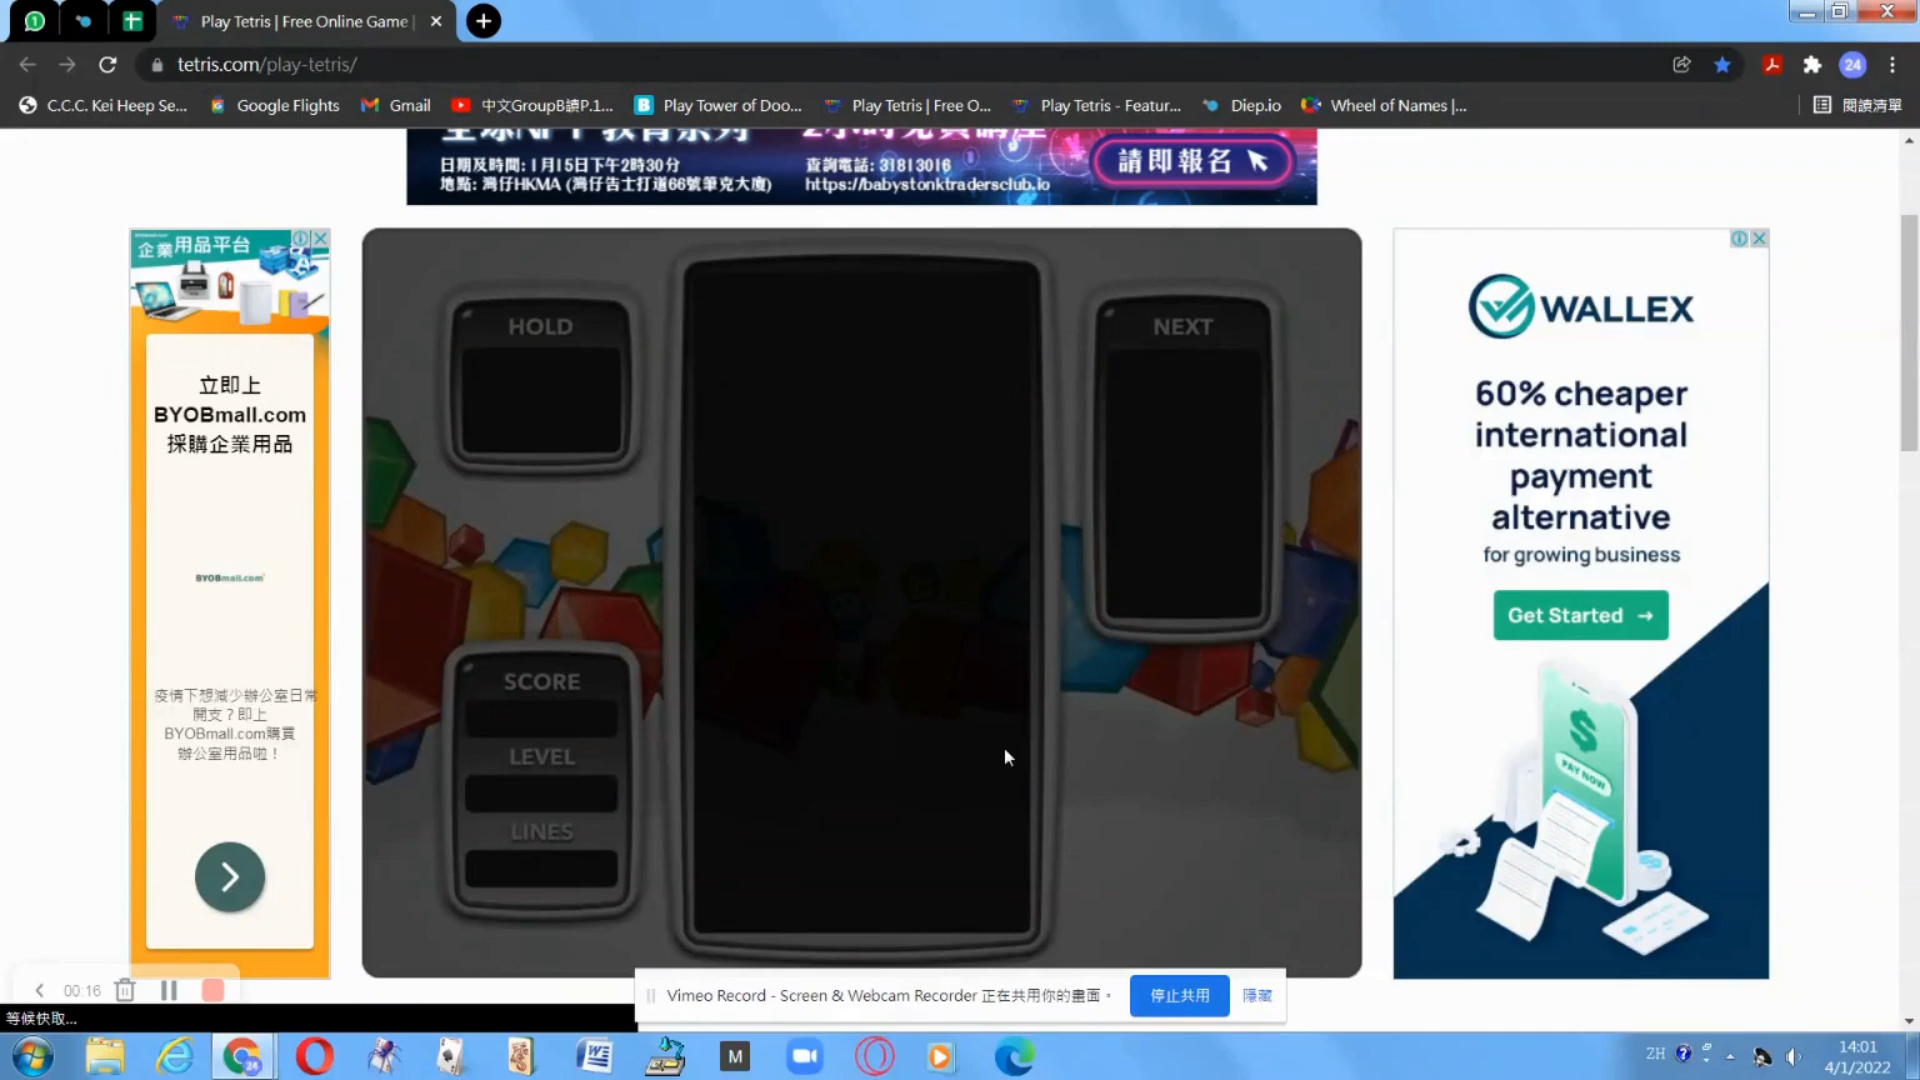 Play Tetris | Free Online Game |
tetris.com/play-tetris/
24
C.C.C. Kei Heep Se...
Google Flights
Gmail
中文GroupB讀P.1...
Play Tower of Doo...
Play Tetris | Free O...
Play Tetris - Featur...
Diep.io
Wheel of Names |...
閱讀清單
日期及時間: 1月15日下午2時30分
地點: 灣仔HKMA (灣仔告士打道66號筆克大廈)
查詢電話: 31813016
https://babystonktradersclub.io
請即報名
企業用品平台
立即上
BYOBmall.com
採購企業用品
BYOBmall.com
疫情下想減少辦公室日常
開支？即上
BYOBmall.com購買
辦公室用品啦！
HOLD
NEXT
SCORE
LEVEL
LINES
WALLEX
60% cheaper
international
payment
alternative
for growing business
Get Started →
$
PAY NOW
00:16
Vimeo Record - Screen & Webcam Recorder 正在共用你的畫面。
停止共用
隱藏
等候快取...
24
M
ZH
14:01
4/1/2022